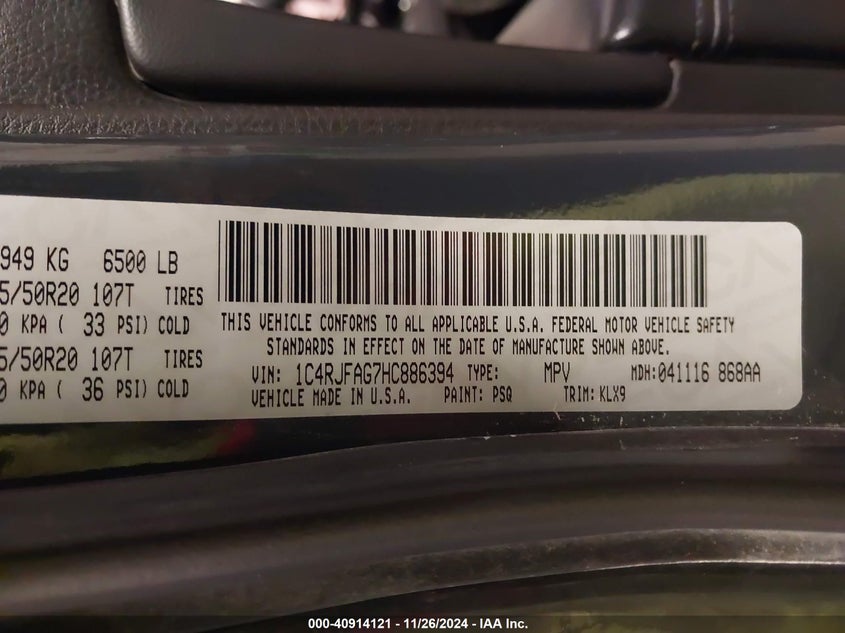 949 KG 6500 LB
5/50R20 107T TIRES
0 KPA ( 33 PSI) COLD
5/50R20 107T TIRES
0 KPA ( 36 PSI) COLD
THIS VEHICLE CONFORMS TO ALL APPLICABLE U.S.A. FEDERAL MOTOR VEHICLE SAFETY
STANDARDS IN EFFECT ON THE DATE OF MANUFACTURE SHOWN ABOVE.
VIN: 1C4RJFAG7HC886394 TYPE: MPV MDH:041116 868AA
VEHICLE MADE IN U.S.A. PAINT: PSQ TRIM: KLX9
000-40914121 - 11/26/2024 - IAA Inc.